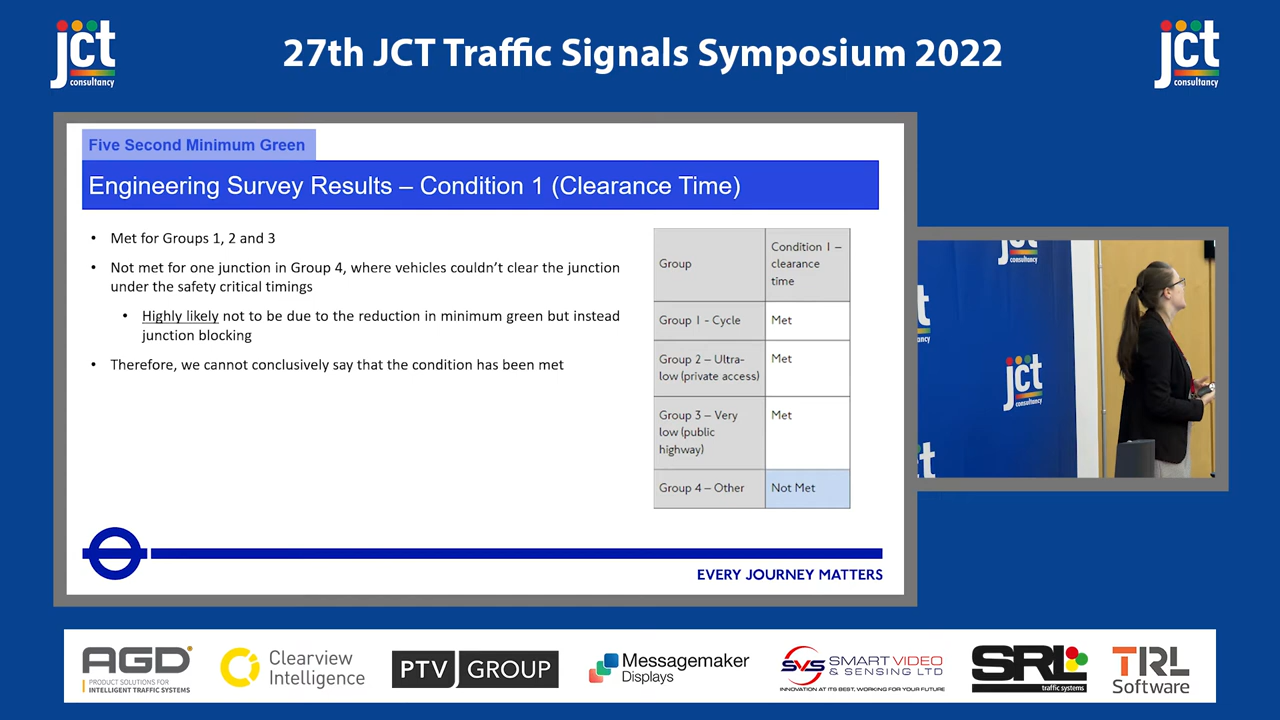 jct
consultancy
27th JCT Traffic Signals Symposium 2022
jct
consultancy
Five Second Minimum Green
Engineering Survey Results – Condition 1 (Clearance Time)
• Met for Groups 1, 2 and 3
• Not met for one junction in Group 4, where vehicles couldn't clear the junction
under the safety critical timings
• Highly likely not to be due to the reduction in minimum green but instead
junction blocking
• Therefore, we cannot conclusively say that the condition has been met
Group
Condition 1 –
clearance
time
Group 1 - Cycle
Met
Group 2 – Ultra-
low (private access)
Met
Group 3 – Very
low (public
highway)
Met
Group 4 – Other
Not Met
EVERY JOURNEY MATTERS
jct
consultancy
jct
consultancy
AGD
PRODUCT SOLUTIONS FOR
INTELLIGENT TRAFFIC SYSTEMS
Clearview
Intelligence
PTV GROUP
Messagemaker
Displays
SVS SMART VIDEO
& SENSING LTD
INNOVATION AT ITS BEST, WORKING FOR YOUR FUTURE
SRL
traffic systems
TRL
Software